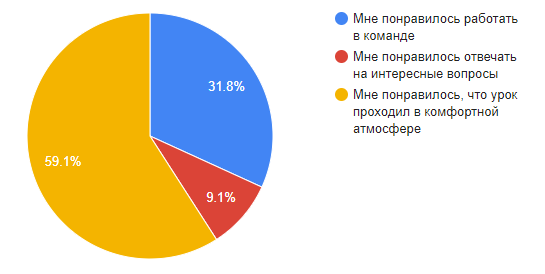 31.8%
9.1%
59.1%
Мне понравилось работать
в команде
Мне понравилось отвечать
на интересные вопросы
Мне понравилось, что урок
проходил в комфортной
атмосфере